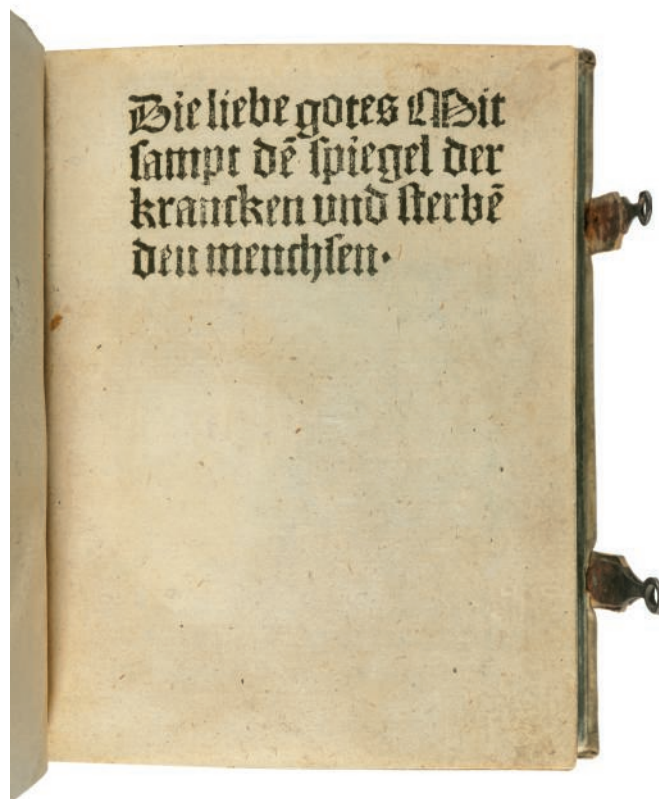 Die liebe gotes Mit
ſampt dē ſpiegel der
krancken vnd ſterbē
den menchſen·